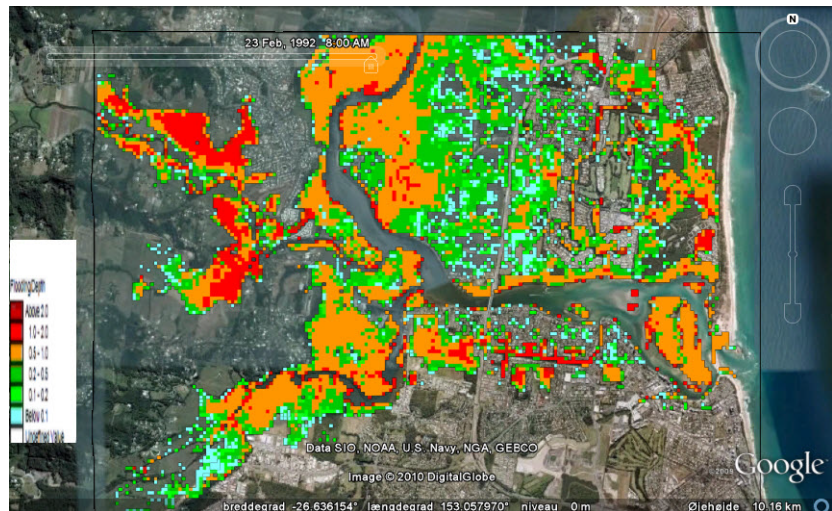 23 Feb, 1992 8:00 AM
N
FloodingDepth
Above 2.0
1.0 - 2.0
0.5 - 1.0
0.2 - 0.5
0.1 - 0.2
Below 0.1
Undefined Value
Data SIO, NOAA, U.S. Navy, NGA, GEBCO
Image © 2010 DigitalGlobe
Google
breddegrad -26.636154° længdegrad 153.057970° niveau 0 m Øjehøjde 10.16 km